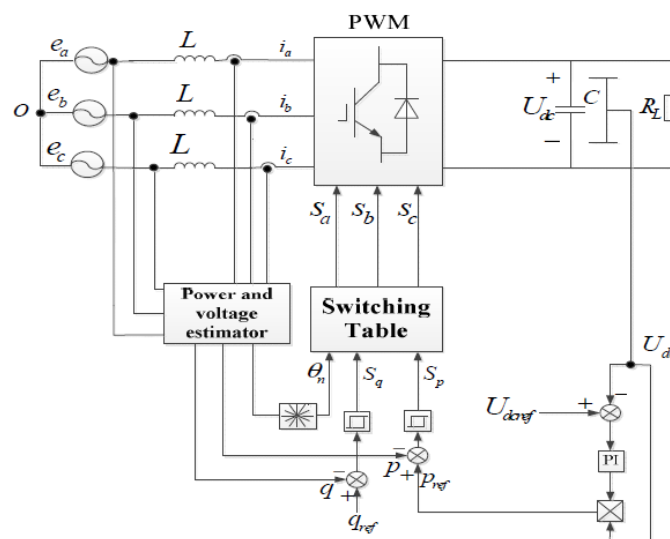 PWM
e_a
L
i_a
e_b
L
i_b
o
e_c
L
i_c
+
U_dc
−
C
R_L
S_a
S_b
S_c
Power and
voltage
estimator
Switching
Table
θ_n
S_q
S_p
U_d
−
+
U_dcref
PI
−
p
+
p_ref
−
q
+
q_ref